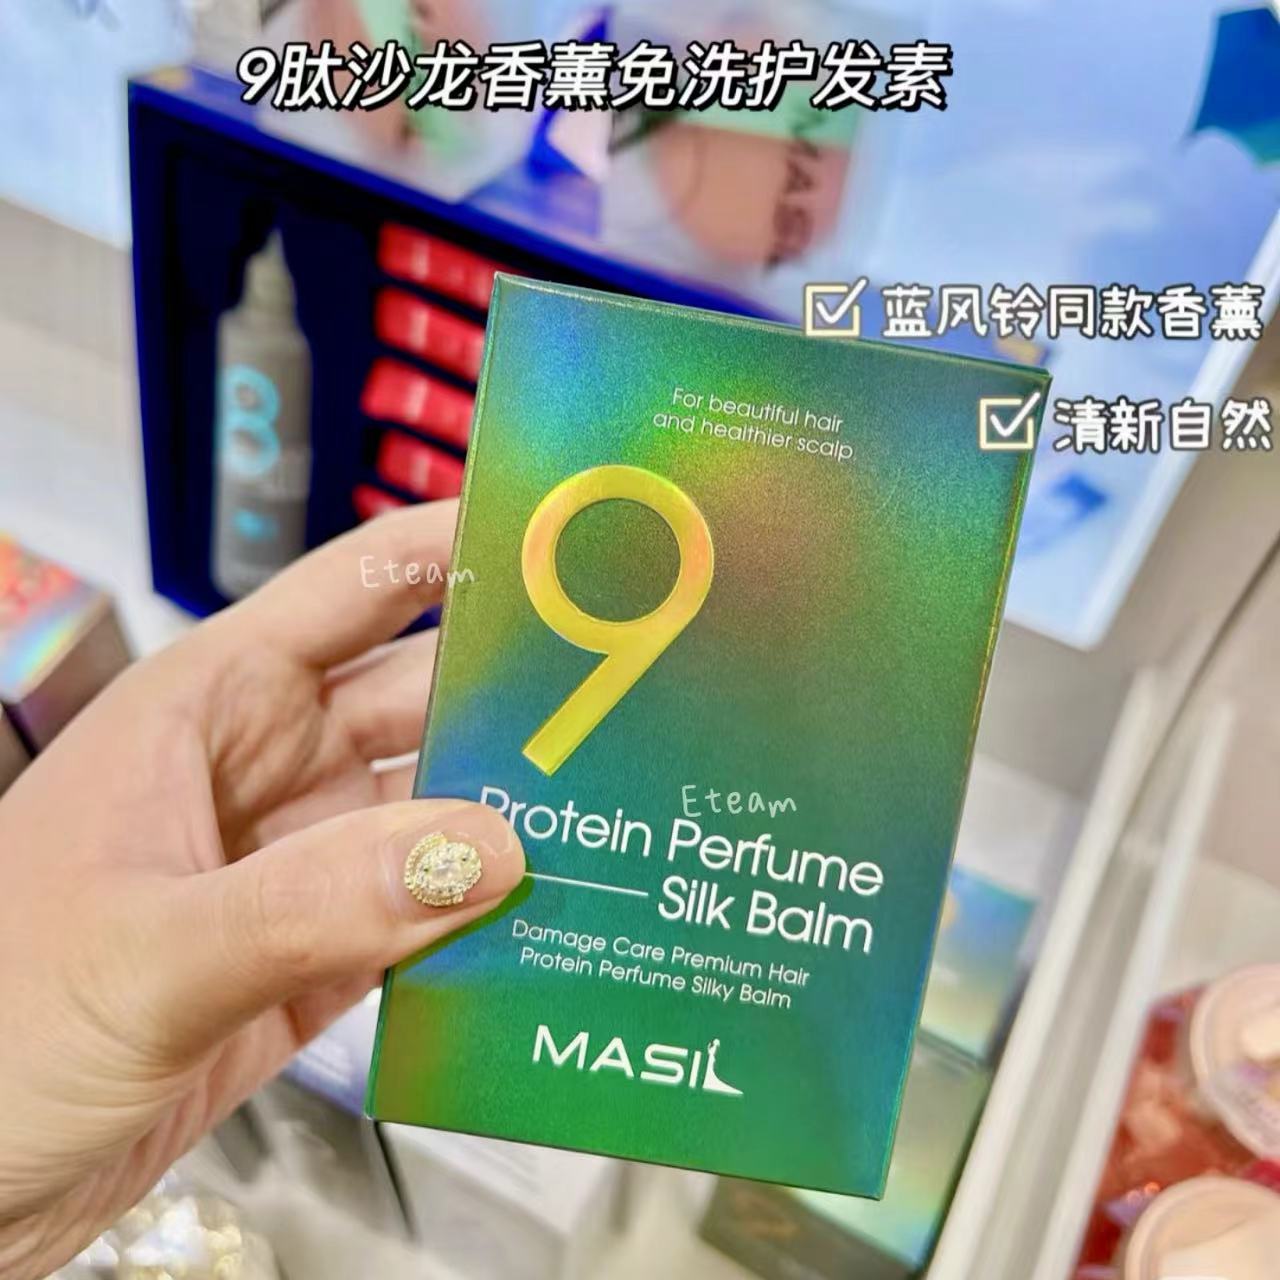 9肽沙龙香薰免洗护发素
蓝风铃同款香薰
清新自然
For beautiful hair
and healthier scalp
9
Protein Perfume
Silk Balm
Damage Care Premium Hair
Protein Perfume Silky Balm
MASIL
Eteam
Eteam
8